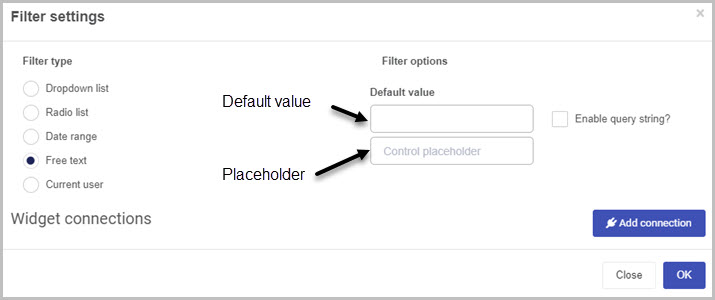 Filter settings
×
Filter type
Dropdown list
Radio list
Date range
Free text
Current user
Filter options
Default value
Default value
Enable query string?
Control placeholder
Placeholder
Widget connections
Add connection
Close
OK